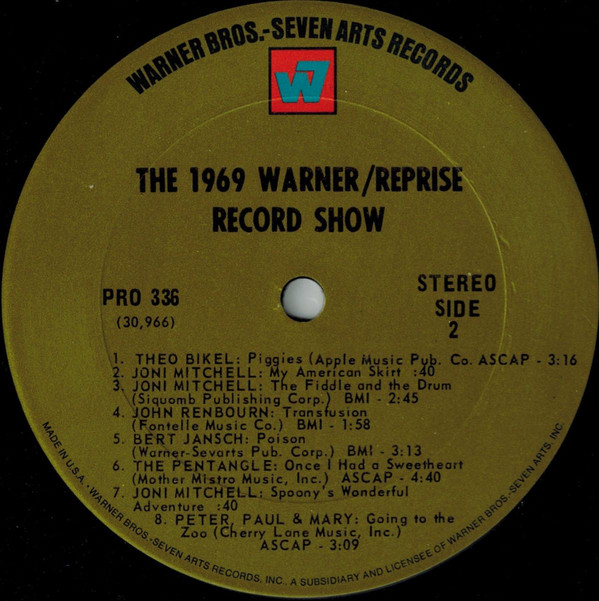 WARNER BROS.-SEVEN ARTS RECORDS
W7
THE 1969 WARNER/REPRISE
RECORD SHOW
PRO 336
(30,966)
STEREO
SIDE
2
1. THEO BIKEL: Piggies (Apple Music Pub. Co. ASCAP - 3:16
2. JONI MITCHELL: My American Skirt :40
3. JONI MITCHELL: The Fiddle and the Drum
(Siquomb Publishing Corp.) BMI - 2:45
4. JOHN RENBOURN: Transfusion
(Fontelle Music Co.) BMI - 1:58
5. BERT JANSCH: Poison
(Warner-Sevarts Pub. Corp.) BMI - 3:13
6. THE PENTANGLE: Once I Had a Sweetheart
(Mother Mistro Music, Inc.) ASCAP - 4:40
7. JONI MITCHELL: Spoony's Wonderful
Adventure :40
8. PETER, PAUL & MARY: Going to the
Zoo (Cherry Lane Music, Inc.)
ASCAP - 3:09
MADE IN U.S.A. • WARNER BROS.-SEVEN ARTS RECORDS, INC., A SUBSIDIARY AND LICENSEE OF WARNER BROS.-SEVEN ARTS, INC.